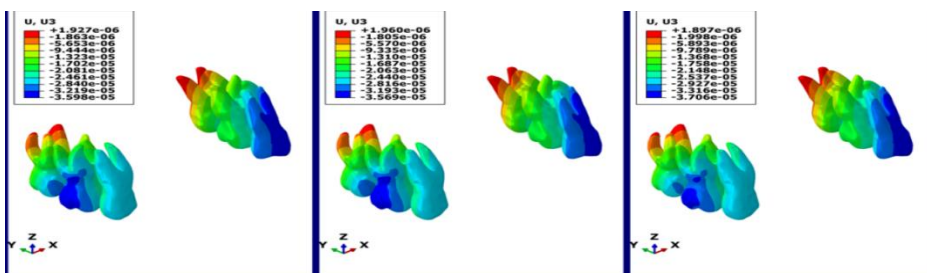 U, U3
+1.927e-06
-1.863e-06
-5.653e-06
-9.444e-06
-1.323e-05
-1.702e-05
-2.081e-05
-2.461e-05
-2.840e-05
-3.219e-05
-3.598e-05
Z
Y X
U, U3
+1.960e-06
-1.805e-06
-5.570e-06
-9.335e-06
-1.310e-05
-1.687e-05
-2.063e-05
-2.440e-05
-2.816e-05
-3.193e-05
-3.569e-05
Z
Y X
U, U3
+1.897e-06
-1.998e-06
-5.893e-06
-9.789e-06
-1.368e-05
-1.758e-05
-2.148e-05
-2.537e-05
-2.927e-05
-3.316e-05
-3.706e-05
Z
Y X